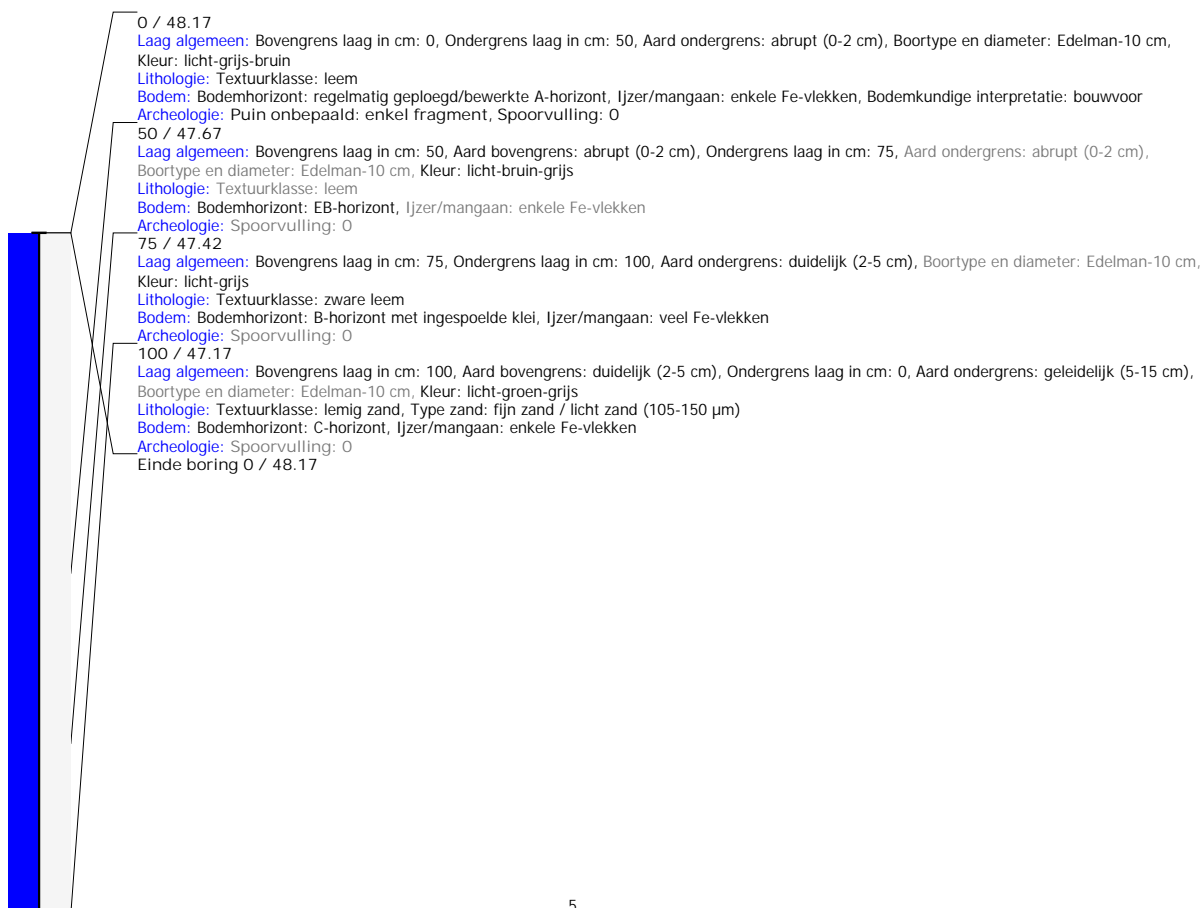 0 / 48.17
Laag algemeen: Bovengrens laag in cm: 0, Ondergrens laag in cm: 50, Aard ondergrens: abrupt (0-2 cm), Boortype en diameter: Edelman-10 cm,
Kleur: licht-grijs-bruin
Lithologie: Textuurklasse: leem
Bodem: Bodemhorizont: regelmatig geploegd/bewerkte A-horizont, Ijzer/mangaan: enkele Fe-vlekken, Bodemkundige interpretatie: bouwvoor
Archeologie: Puin onbepaald: enkel fragment, Spoorvulling: 0
50 / 47.67
Laag algemeen: Bovengrens laag in cm: 50, Aard bovengrens: abrupt (0-2 cm), Ondergrens laag in cm: 75, Aard ondergrens: abrupt (0-2 cm),
Boortype en diameter: Edelman-10 cm, Kleur: licht-bruin-grijs
Lithologie: Textuurklasse: leem
Bodem: Bodemhorizont: EB-horizont, Ijzer/mangaan: enkele Fe-vlekken
Archeologie: Spoorvulling: 0
75 / 47.42
Laag algemeen: Bovengrens laag in cm: 75, Ondergrens laag in cm: 100, Aard ondergrens: duidelijk (2-5 cm), Boortype en diameter: Edelman-10 cm,
Kleur: licht-grijs
Lithologie: Textuurklasse: zware leem
Bodem: Bodemhorizont: B-horizont met ingespoelde klei, Ijzer/mangaan: veel Fe-vlekken
Archeologie: Spoorvulling: 0
100 / 47.17
Laag algemeen: Bovengrens laag in cm: 100, Aard bovengrens: duidelijk (2-5 cm), Ondergrens laag in cm: 0, Aard ondergrens: geleidelijk (5-15 cm),
Boortype en diameter: Edelman-10 cm, Kleur: licht-groen-grijs
Lithologie: Textuurklasse: lemig zand, Type zand: fijn zand / licht zand (105-150 µm)
Bodem: Bodemhorizont: C-horizont, Ijzer/mangaan: enkele Fe-vlekken
Archeologie: Spoorvulling: 0
Einde boring 0 / 48.17
5